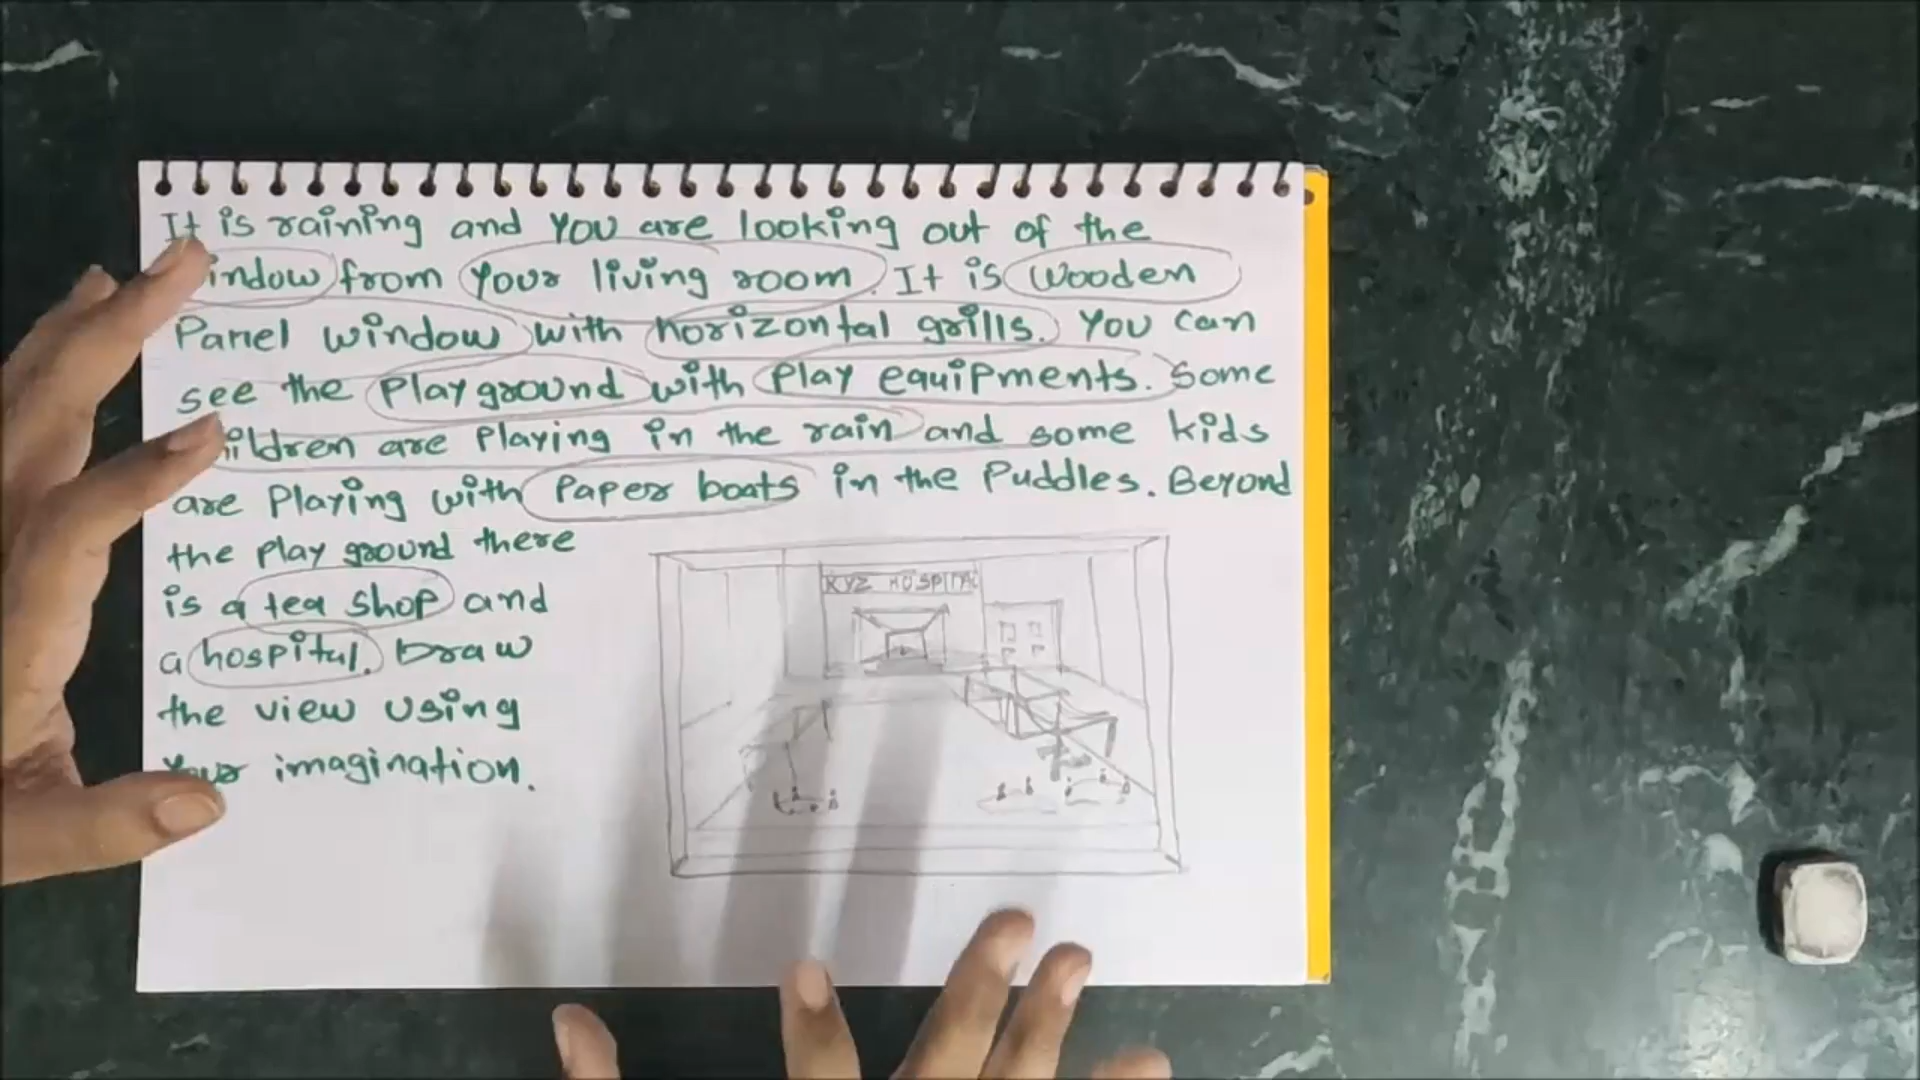 It is raining and you are looking out of the
indow from your living room. It is wooden
Panel window with horizontal grills. You can
see the playground with play equipments. Some
ildren are playing in the rain and some kids
are playing with paper boats in the puddles. Beyond
the play ground there
is a tea shop and
a hospital. Draw
the view using
your imagination.
XYZ HOSPITAL